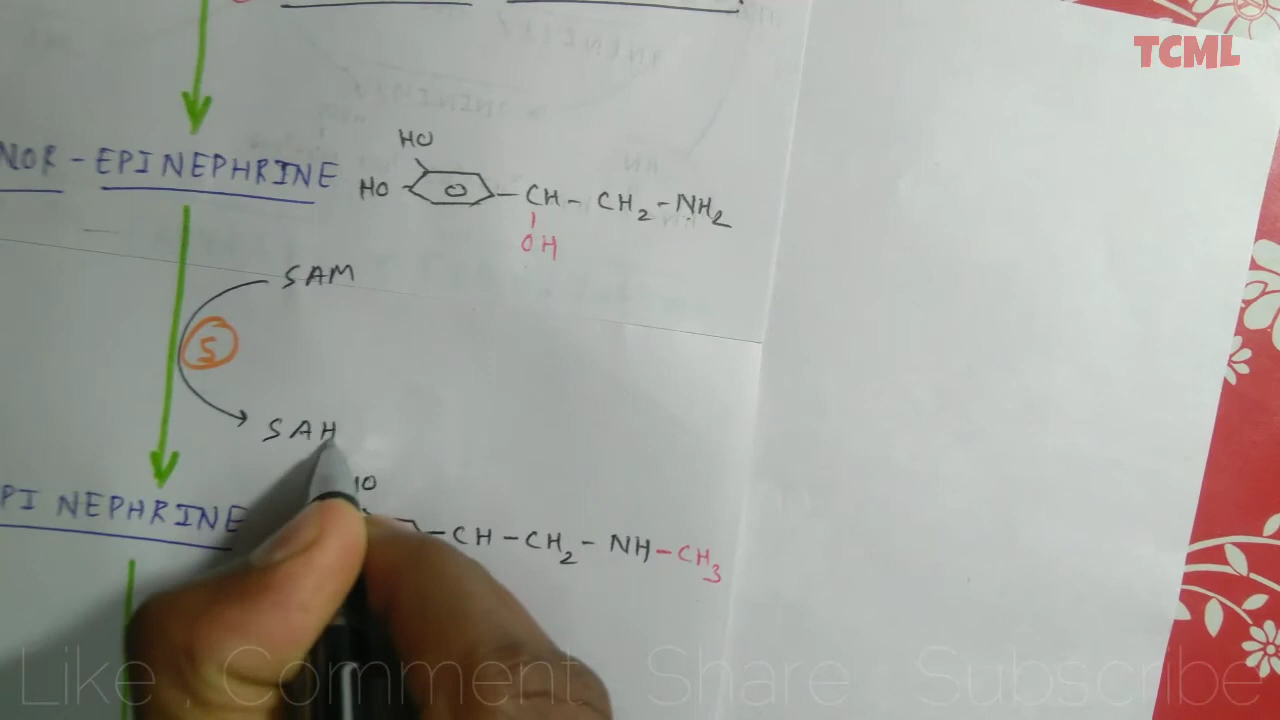 TCML
HO
NOR - EPINEPHRINE
HO - CH - CH2 - NH2
OH
SAM
5
SAH
PINEPHRINE
CH - CH2 - NH - CH3
Like , Comment , Share , Subscribe